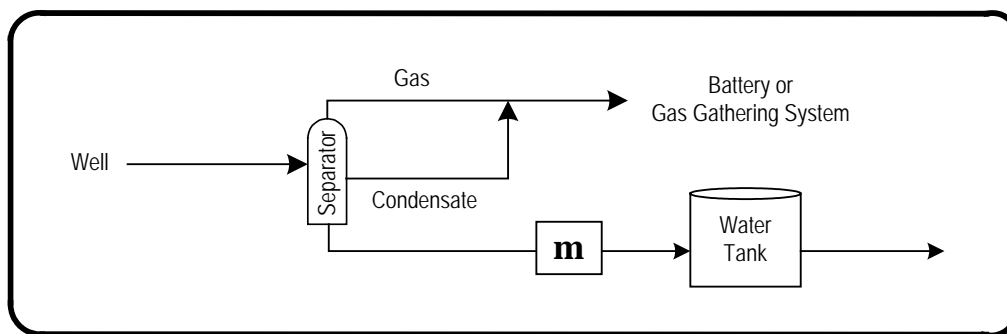 Gas
Battery or
Gas Gathering System
Well
Separator
Condensate
m
Water
Tank